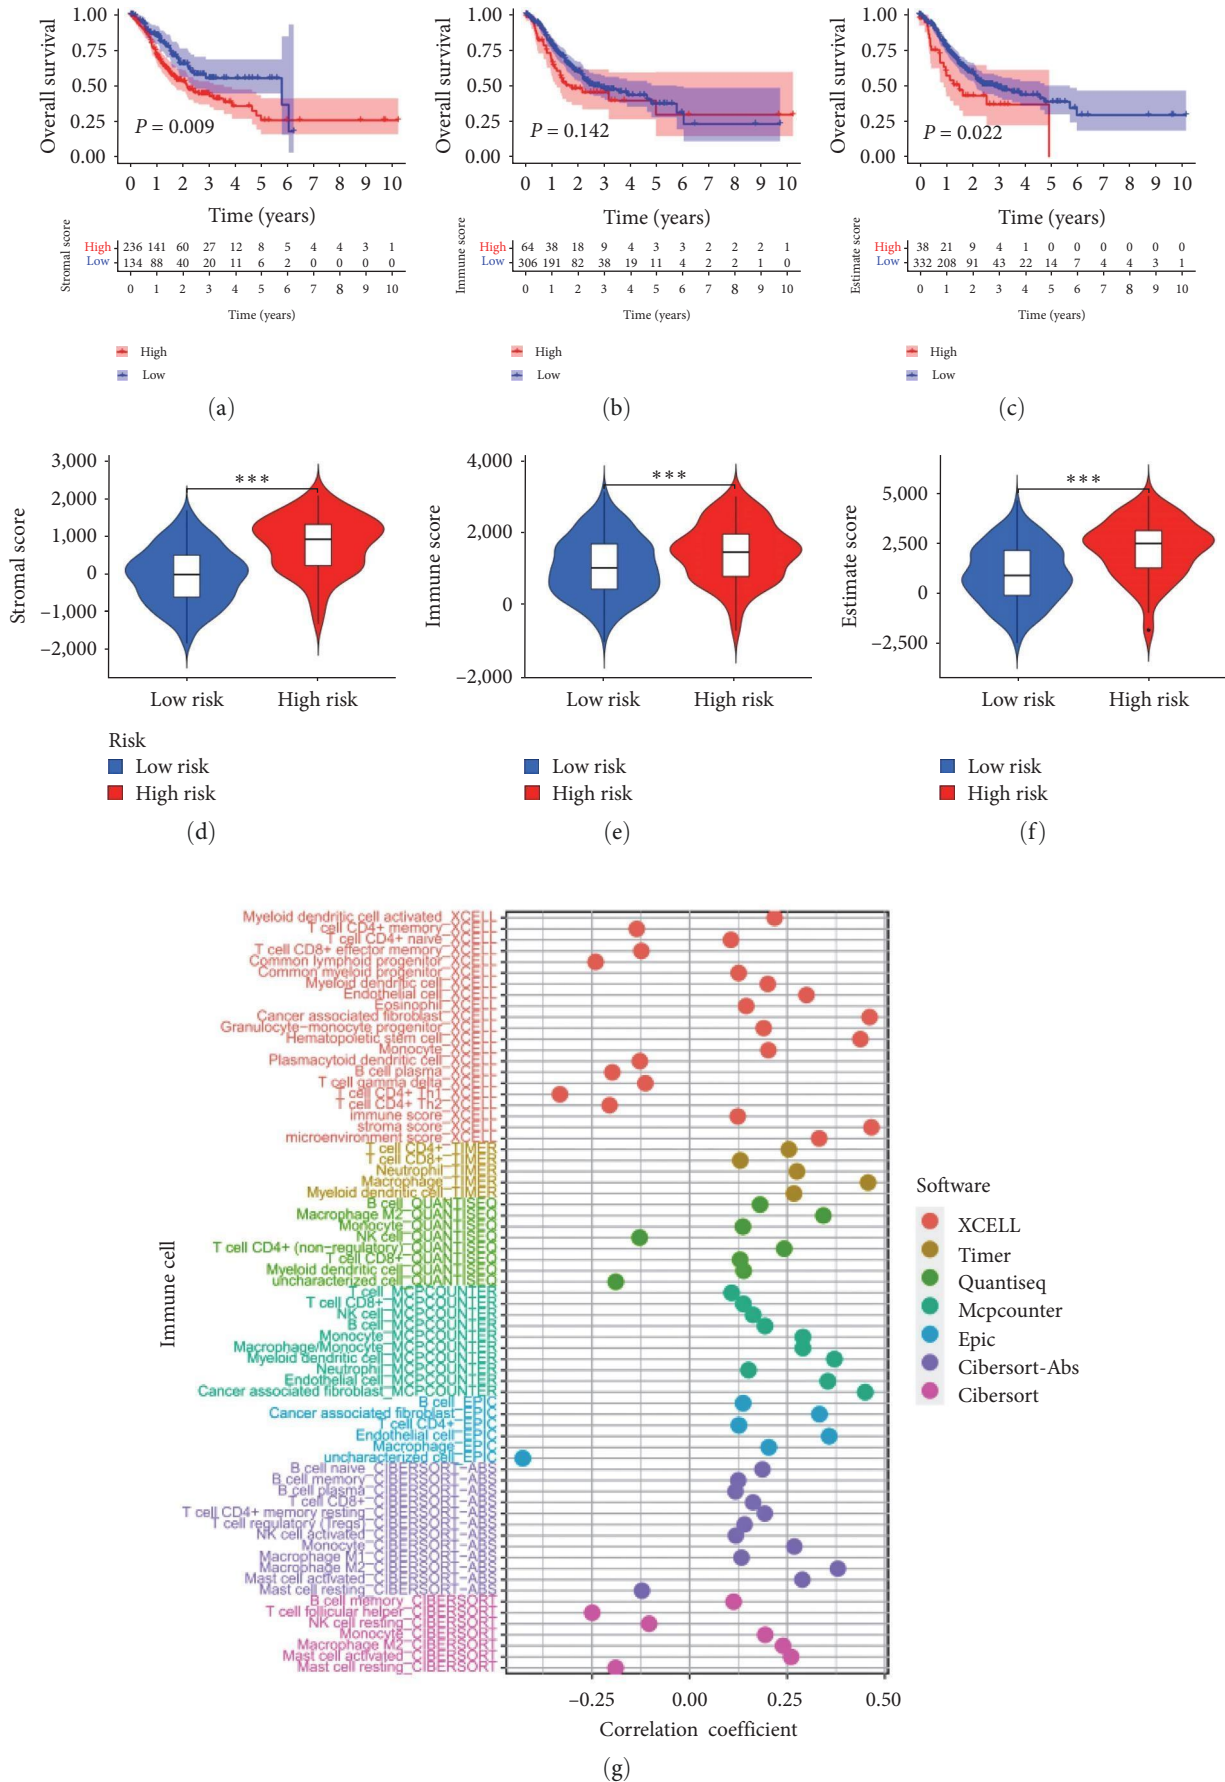 Overall survival
1.00
0.75
0.50
0.25
0.00
P = 0.009
0 1 2 3 4 5 6 7 8 9 10
Time (years)
Stromal score
High 236 141 60 27 12 8 5 4 4 3 1
Low 134 88 40 20 11 6 2 0 0 0 0
0 1 2 3 4 5 6 7 8 9 10
Time (years)
High
Low
(a)
Overall survival
1.00
0.75
0.50
0.25
0.00
P = 0.142
0 1 2 3 4 5 6 7 8 9 10
Time (years)
Immune score
High 64 38 18 9 4 3 3 2 2 2 1
Low 306 191 82 38 19 11 4 2 2 1 0
0 1 2 3 4 5 6 7 8 9 10
Time (years)
High
Low
(b)
Overall survival
1.00
0.75
0.50
0.25
0.00
P = 0.022
0 1 2 3 4 5 6 7 8 9 10
Time (years)
Estimate score
High 38 21 9 4 1 0 0 0 0 0 0
Low 332 208 91 43 22 14 7 4 4 3 1
0 1 2 3 4 5 6 7 8 9 10
Time (years)
High
Low
(c)
Stromal score
3,000
2,000
1,000
0
−1,000
−2,000
***
Low risk High risk
Risk
Low risk
High risk
(d)
Immune score
4,000
2,000
0
−2,000
***
Low risk High risk
Low risk
High risk
(e)
Estimate score
5,000
2,500
0
−2,500
***
Low risk High risk
Low risk
High risk
(f)
Immune cell
Myeloid dendritic cell activated_XCELL
T cell CD4+ memory_XCELL
T cell CD4+ naive_XCELL
T cell CD8+ effector memory_XCELL
Common lymphoid progenitor_XCELL
Common myeloid progenitor_XCELL
Myeloid dendritic cell_XCELL
Endothelial cell_XCELL
Eosinophil_XCELL
Cancer associated fibroblast_XCELL
Granulocyte−monocyte progenitor_XCELL
Hematopoietic stem cell_XCELL
Monocyte_XCELL
Plasmacytoid dendritic cell_XCELL
B cell plasma_XCELL
T cell gamma delta_XCELL
T cell CD4+ Th1_XCELL
T cell CD4+ Th2_XCELL
immune score_XCELL
stroma score_XCELL
microenvironment score_XCELL
T cell CD4+_TIMER
T cell CD8+_TIMER
Neutrophil_TIMER
Macrophage_TIMER
Myeloid dendritic cell_TIMER
B cell_QUANTISEQ
Macrophage M2_QUANTISEQ
Monocyte_QUANTISEQ
NK cell_QUANTISEQ
T cell CD4+ (non−regulatory)_QUANTISEQ
T cell CD8+_QUANTISEQ
Myeloid dendritic cell_QUANTISEQ
uncharacterized cell_QUANTISEQ
T cell_MCPCOUNTER
T cell CD8+_MCPCOUNTER
NK cell_MCPCOUNTER
B cell_MCPCOUNTER
Monocyte_MCPCOUNTER
Macrophage/Monocyte_MCPCOUNTER
Myeloid dendritic cell_MCPCOUNTER
Neutrophil_MCPCOUNTER
Endothelial cell_MCPCOUNTER
Cancer associated fibroblast_MCPCOUNTER
B cell_EPIC
Cancer associated fibroblast_EPIC
T cell CD4+_EPIC
Endothelial cell_EPIC
Macrophage_EPIC
uncharacterized cell_EPIC
B cell naive_CIBERSORT−ABS
B cell memory_CIBERSORT−ABS
B cell plasma_CIBERSORT−ABS
T cell CD8+_CIBERSORT−ABS
T cell CD4+ memory resting_CIBERSORT−ABS
T cell regulatory (Tregs)_CIBERSORT−ABS
NK cell activated_CIBERSORT−ABS
Monocyte_CIBERSORT−ABS
Macrophage M1_CIBERSORT−ABS
Macrophage M2_CIBERSORT−ABS
Mast cell activated_CIBERSORT−ABS
Mast cell resting_CIBERSORT−ABS
B cell memory_CIBERSORT
T cell follicular helper_CIBERSORT
NK cell resting_CIBERSORT
Monocyte_CIBERSORT
Macrophage M2_CIBERSORT
Mast cell activated_CIBERSORT
Mast cell resting_CIBERSORT
−0.25 0.00 0.25 0.50
Correlation coefficient
Software
XCELL
Timer
Quantiseq
Mcpcounter
Epic
Cibersort-Abs
Cibersort
(g)